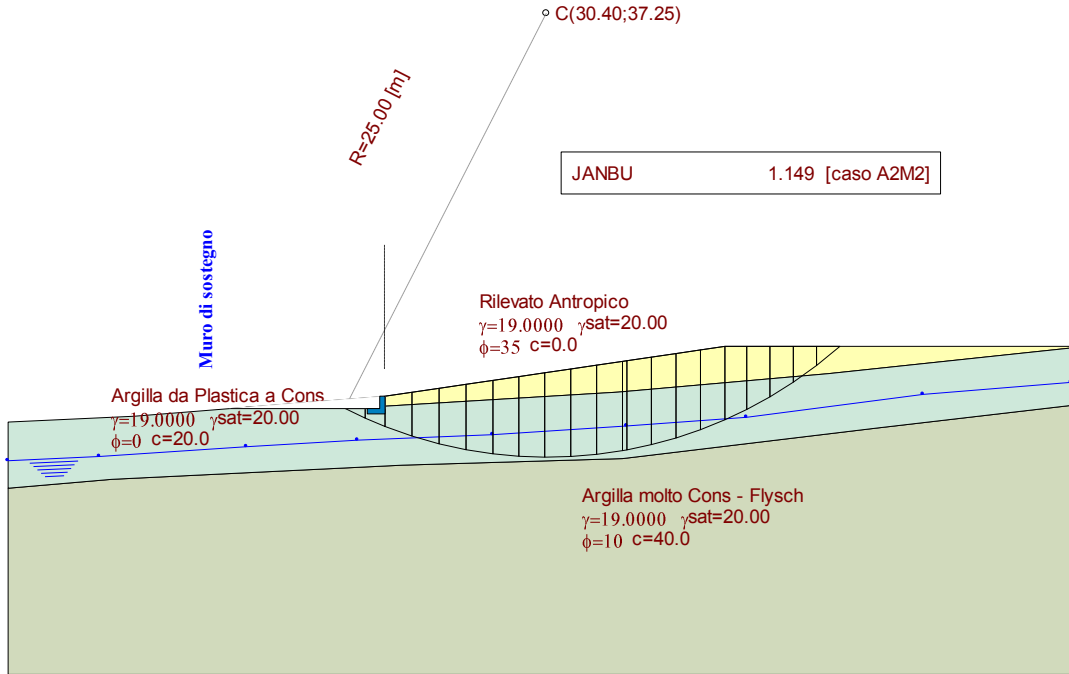 C(30.40;37.25)
R=25.00 [m]
JANBU 1.149 [caso A2M2]
Muro di sostegno
Rilevato Antropico
γ=19.0000 γsat=20.00
ϕ=35 c=0.0
Argilla da Plastica a Cons
γ=19.0000 γsat=20.00
ϕ=0 c=20.0
Argilla molto Cons - Flysch
γ=19.0000 γsat=20.00
ϕ=10 c=40.0